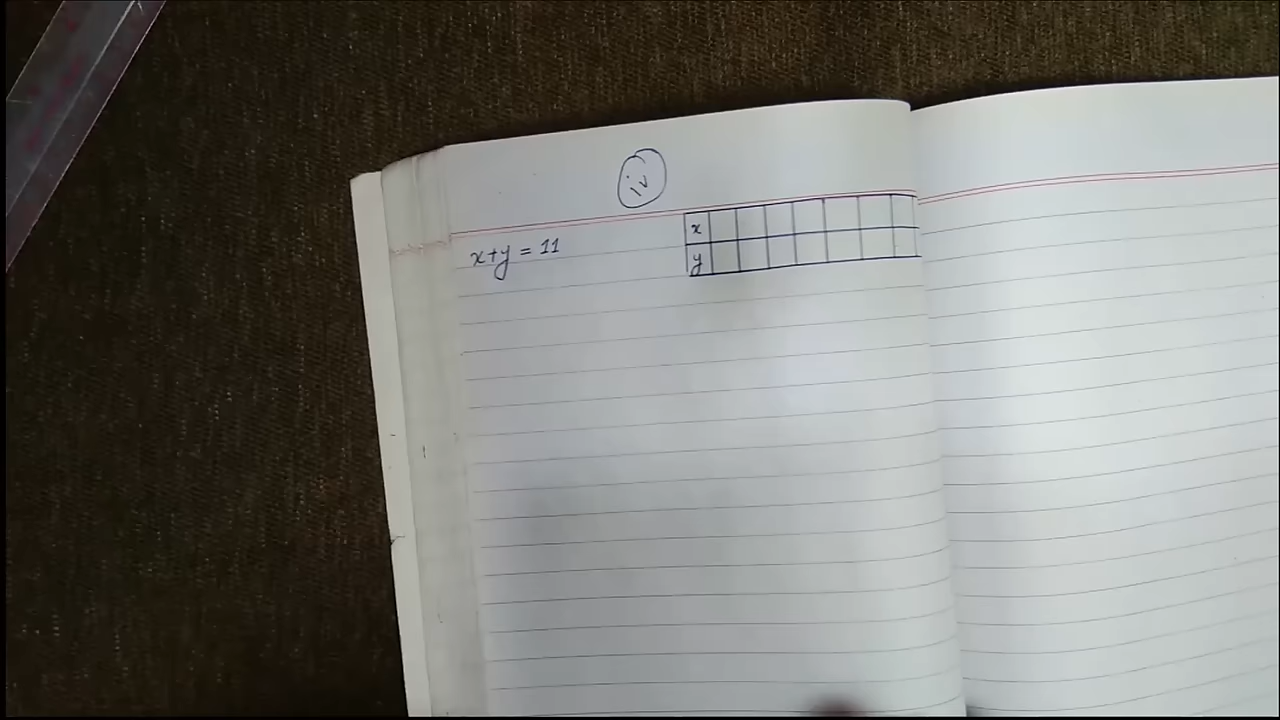 iv
x+y = 11
x
y